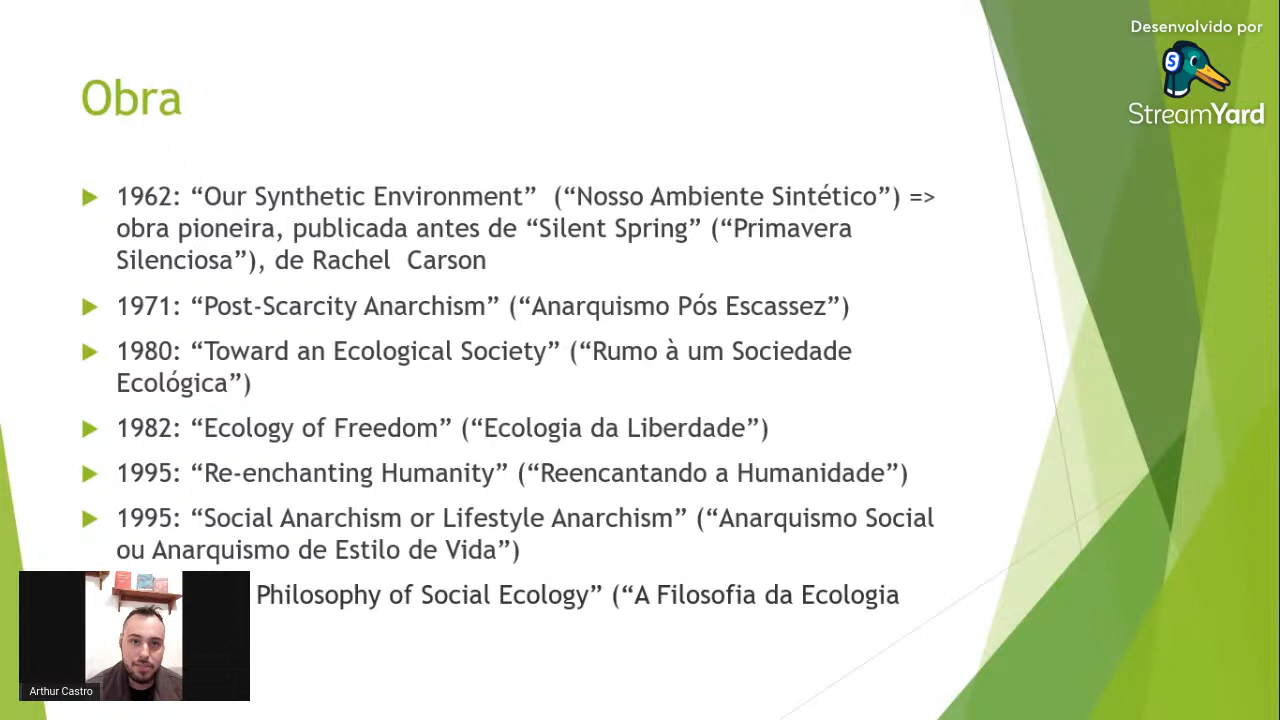 Desenvolvido por
StreamYard
Obra
1962: “Our Synthetic Environment” (“Nosso Ambiente Sintético”) =>
obra pioneira, publicada antes de “Silent Spring” (“Primavera
Silenciosa”), de Rachel Carson
1971: “Post-Scarcity Anarchism” (“Anarquismo Pós Escassez”)
1980: “Toward an Ecological Society” (“Rumo à um Sociedade
Ecológica”)
1982: “Ecology of Freedom” (“Ecologia da Liberdade”)
1995: “Re-enchanting Humanity” (“Reencantando a Humanidade”)
1995: “Social Anarchism or Lifestyle Anarchism” (“Anarquismo Social
ou Anarquismo de Estilo de Vida”)
Philosophy of Social Ecology” (“A Filosofia da Ecologia
Arthur Castro